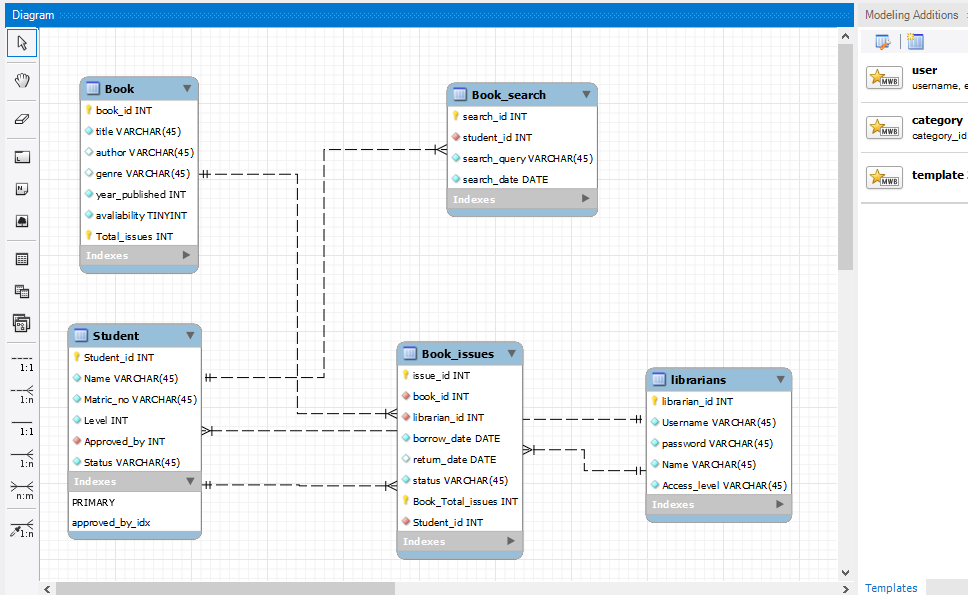 Diagram
Modeling Additions
Book
book_id INT
title VARCHAR(45)
author VARCHAR(45)
genre VARCHAR(45)
year_published INT
avaliability TINYINT
Total_issues INT
Indexes
Book_search
search_id INT
student_id INT
search_query VARCHAR(45)
search_date DATE
Indexes
Student
Student_id INT
Name VARCHAR(45)
Matric_no VARCHAR(45)
Level INT
Approved_by INT
Status VARCHAR(45)
Indexes
PRIMARY
approved_by_idx
Book_issues
issue_id INT
book_id INT
librarian_id INT
borrow_date DATE
return_date DATE
status VARCHAR(45)
Book_Total_issues INT
Student_id INT
Indexes
librarians
librarian_id INT
Username VARCHAR(45)
password VARCHAR(45)
Name VARCHAR(45)
Access_level VARCHAR(45)
Indexes
1:1
1:n
1:1
1:n
n:m
1:n
MWB
user
username, e
MWB
category
category_id
MWB
template
Templates